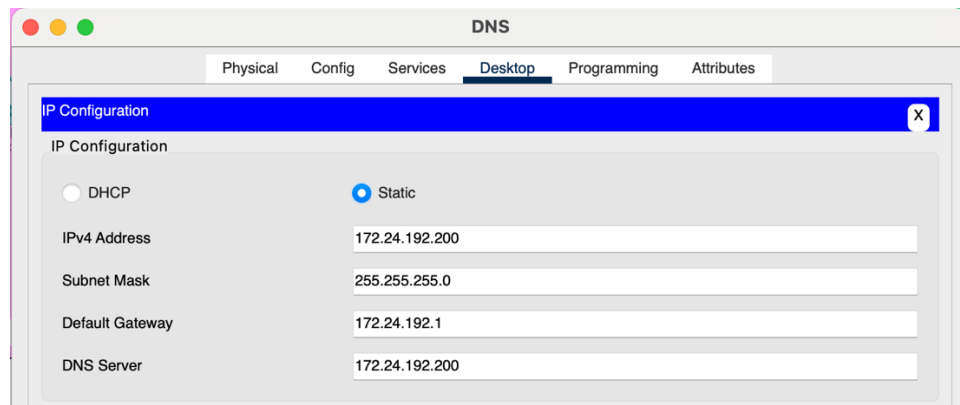 DNS
Physical Config Services Desktop Programming Attributes
IP Configuration X
IP Configuration
DHCP Static
IPv4 Address 172.24.192.200
Subnet Mask 255.255.255.0
Default Gateway 172.24.192.1
DNS Server 172.24.192.200